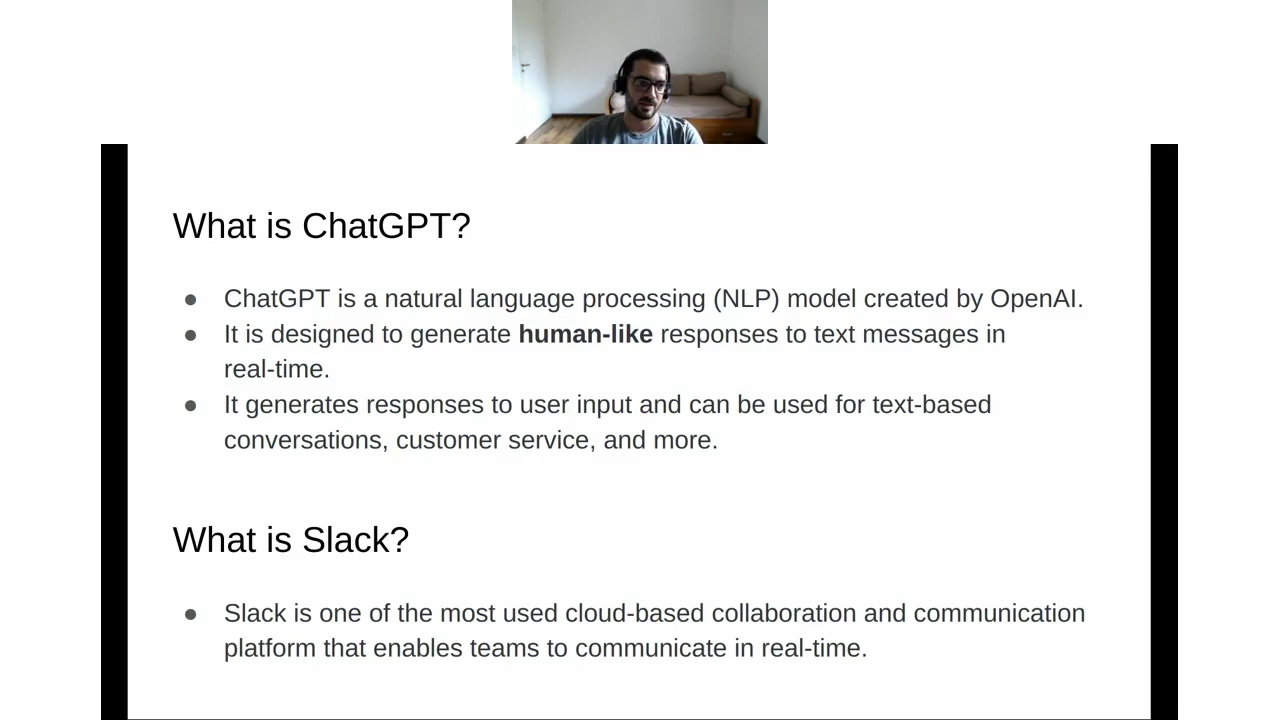 What is ChatGPT?
● ChatGPT is a natural language processing (NLP) model created by OpenAI.
● It is designed to generate human-like responses to text messages in
real-time.
● It generates responses to user input and can be used for text-based
conversations, customer service, and more.
What is Slack?
● Slack is one of the most used cloud-based collaboration and communication
platform that enables teams to communicate in real-time.